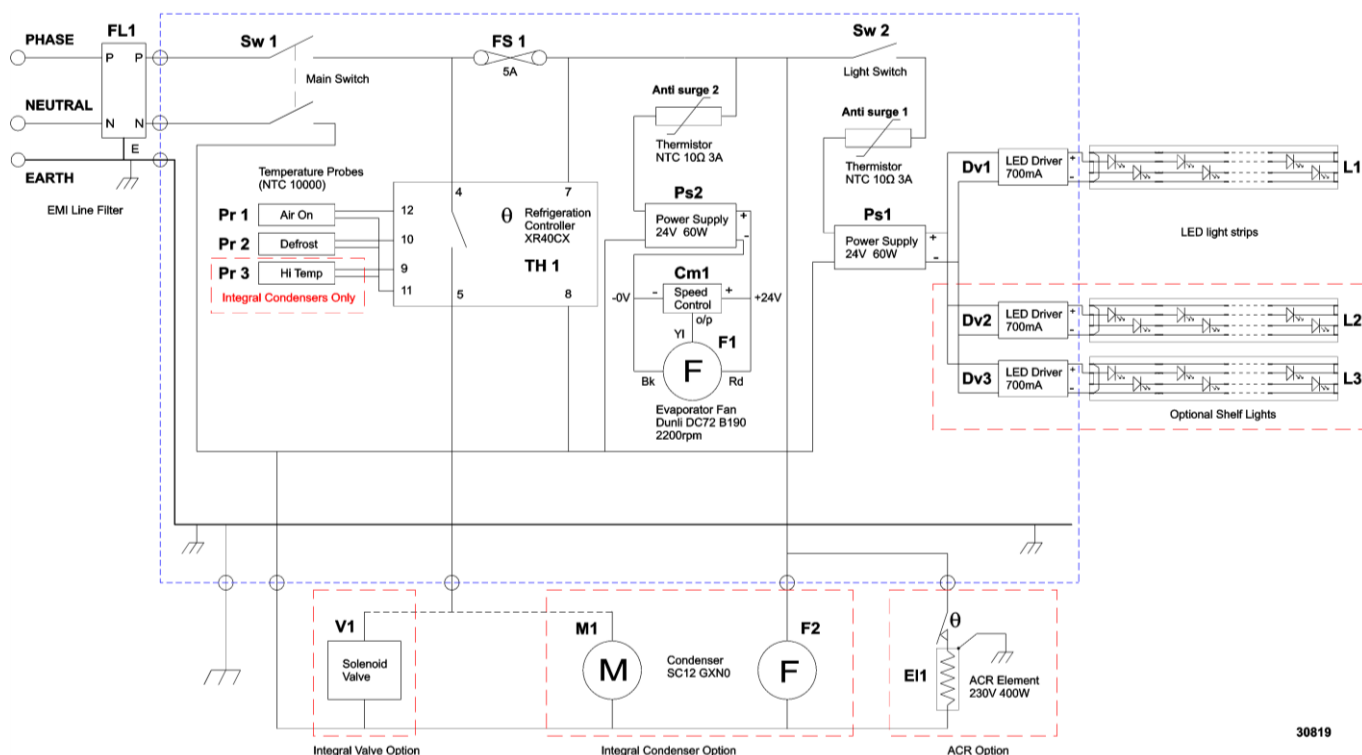 PHASE
FL1
P
P
NEUTRAL
N
N
E
EARTH
EMI Line Filter
Sw 1
Main Switch
FS 1
5A
Sw 2
Light Switch
Anti surge 2
Thermistor
NTC 10Ω 3A
Anti surge 1
Thermistor
NTC 10Ω 3A
Temperature Probes
(NTC 10000)
Pr 1
Air On
Pr 2
Defrost
Pr 3
Hi Temp
Integral Condensers Only
4
7
12
10
9
11
5
8
θ
Refrigeration
Controller
XR40CX
TH 1
Ps2
Power Supply
24V 60W
+
-
Cm1
-0V
-
Speed
Control
+
+24V
o/p
Yl
F1
F
Bk
Rd
Evaporator Fan
Dunli DC72 B190
2200rpm
Ps1
Power Supply
24V 60W
+
-
Dv1
LED Driver
700mA
+
-
L1
LED light strips
Dv2
LED Driver
700mA
+
-
L2
Dv3
LED Driver
700mA
+
-
L3
Optional Shelf Lights
V1
Solenoid
Valve
Integral Valve Option
M1
M
Condenser
SC12 GXN0
F2
F
Integral Condenser Option
θ
El1
ACR Element
230V 400W
ACR Option
30819